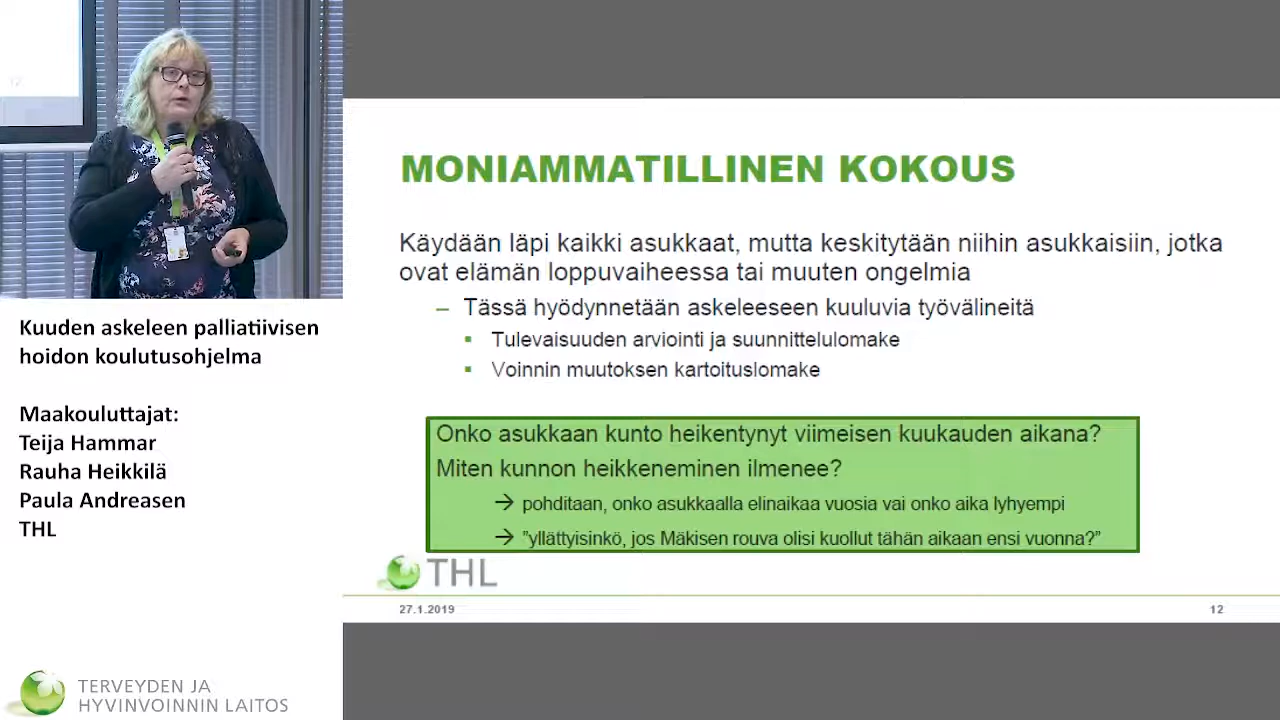 Kuuden askeleen palliatiivisen
hoidon koulutusohjelma
Maakouluttajat:
Teija Hammar
Rauha Heikkilä
Paula Andreasen
THL
TERVEYDEN JA
HYVINVOINNIN LAITOS
MONIAMMATILLINEN KOKOUS
Käydään läpi kaikki asukkaat, mutta keskitytään niihin asukkaisiin, jotka
ovat elämän loppuvaiheessa tai muuten ongelmia
– Tässä hyödynnetään askeleeseen kuuluvia työvälineitä
▪ Tulevaisuuden arviointi ja suunnittelulomake
▪ Voinnin muutoksen kartoituslomake
Onko asukkaan kunto heikentynyt viimeisen kuukauden aikana?
Miten kunnon heikkeneminen ilmenee?
→ pohditaan, onko asukkaalla elinaikaa vuosia vai onko aika lyhyempi
→ ”yllättyisinkö, jos Mäkisen rouva olisi kuollut tähän aikaan ensi vuonna?”
THL
27.1.2019 12